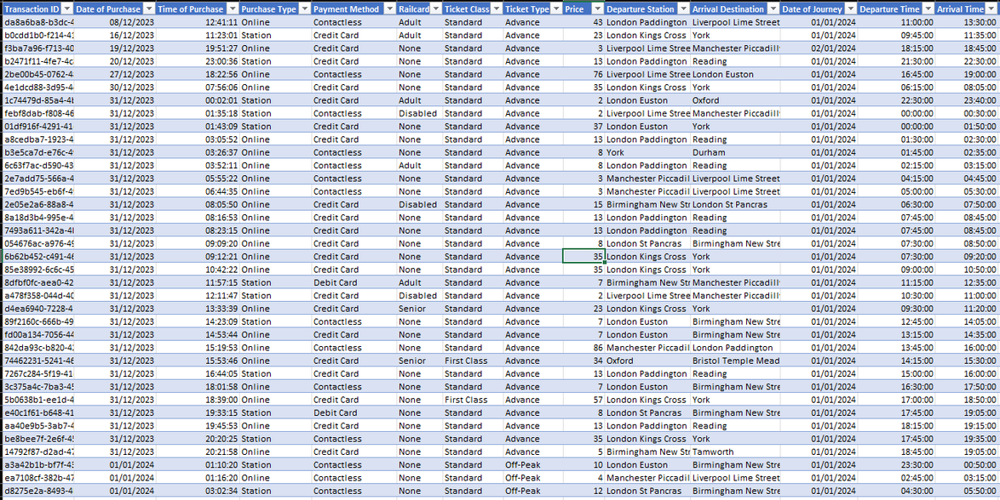 Transaction ID Date of Purchase Time of Purchase Purchase Type Payment Method Railcard Ticket Class Ticket Type Price Departure Station Arrival Destination Date of Journey Departure Time Arrival Time
da8a6ba8-b3dc-4 08/12/2023 12:41:11 Online Contactless Adult Standard Advance 43 London Paddington Liverpool Lime Street 01/01/2024 11:00:00 13:30:00
b0cdd1b0-f214-41 16/12/2023 11:23:01 Station Credit Card Adult Standard Advance 23 London Kings Cross York 01/01/2024 09:45:00 11:35:00
f3ba7a96-f713-40 19/12/2023 19:51:27 Online Credit Card None Standard Advance 3 Liverpool Lime Stree Manchester Piccadill 02/01/2024 18:15:00 18:45:00
b2471f11-4fe7-4c 20/12/2023 23:00:36 Station Credit Card None Standard Advance 13 London Paddington Reading 01/01/2024 21:30:00 22:30:00
2be00b45-0762-4 27/12/2023 18:22:56 Online Contactless None Standard Advance 76 Liverpool Lime Stree London Euston 01/01/2024 16:45:00 19:00:00
4e1dcd88-3d95-4 30/12/2023 07:56:06 Online Credit Card None Standard Advance 35 London Kings Cross York 01/01/2024 06:15:00 08:05:00
1c74479d-85a4-4 31/12/2023 00:02:01 Station Credit Card Adult Standard Advance 2 London Euston Oxford 01/01/2024 22:30:00 23:40:00
febf8dab-f808-46 31/12/2023 01:35:18 Station Contactless Disabled Standard Advance 2 Liverpool Lime Stree Manchester Piccadill 01/01/2024 00:00:00 00:30:00
01df916f-4291-41 31/12/2023 01:43:09 Station Credit Card None Standard Advance 37 London Euston York 01/01/2024 00:00:00 01:50:00
a8cedba7-1923-4 31/12/2023 03:05:52 Online Credit Card None Standard Advance 13 London Paddington Reading 01/01/2024 01:30:00 02:30:00
b3e5ca7d-e76c-4 31/12/2023 03:26:37 Online Contactless None Standard Advance 8 York Durham 01/01/2024 01:45:00 02:35:00
6c63f7ac-d590-43 31/12/2023 03:52:11 Online Contactless Adult Standard Advance 8 London Paddington Reading 01/01/2024 02:15:00 03:15:00
2e7add75-566a-4 31/12/2023 05:55:22 Online Contactless None Standard Advance 3 Manchester Piccadil Liverpool Lime Street 01/01/2024 04:15:00 04:45:00
7ed9b545-eb6f-4 31/12/2023 06:44:35 Online Contactless None Standard Advance 3 Manchester Piccadil Liverpool Lime Street 01/01/2024 05:00:00 05:30:00
2e05e2a6-88a8-4 31/12/2023 08:05:50 Online Credit Card Disabled Standard Advance 15 Birmingham New Str London St Pancras 01/01/2024 06:30:00 07:50:00
8a18d3b4-995e-4 31/12/2023 08:16:53 Online Credit Card None Standard Advance 13 London Paddington Reading 01/01/2024 07:45:00 08:45:00
7493a611-342a-4 31/12/2023 08:23:15 Online Credit Card None Standard Advance 13 London Paddington Reading 01/01/2024 07:45:00 08:45:00
054676ac-a976-49 31/12/2023 09:09:20 Online Credit Card None Standard Advance 8 London St Pancras Birmingham New Stre 01/01/2024 07:30:00 08:50:00
6b62b452-c491-46 31/12/2023 09:12:21 Online Credit Card None Standard Advance 35 London Kings Cross York 01/01/2024 07:30:00 09:20:00
85e38992-6c6c-45 31/12/2023 10:42:22 Online Credit Card None Standard Advance 35 London Kings Cross York 01/01/2024 09:00:00 10:50:00
8dfbf0fc-aea0-42 31/12/2023 11:57:15 Station Debit Card Adult Standard Advance 7 Birmingham New Str Manchester Piccadill 01/01/2024 11:15:00 12:35:00
a478f358-044d-40 31/12/2023 12:11:47 Station Credit Card Disabled Standard Advance 2 Liverpool Lime Stree Manchester Piccadill 01/01/2024 10:30:00 11:00:00
d4ea6940-7228-4 31/12/2023 13:33:39 Online Credit Card Senior Standard Advance 23 London Kings Cross York 01/01/2024 09:30:00 11:20:00
89f2160c-666b-49 31/12/2023 14:23:09 Station Contactless None Standard Advance 7 London Euston Birmingham New Stre 01/01/2024 12:45:00 14:05:00
fd00a134-7056-44 31/12/2023 14:53:44 Online Credit Card None Standard Advance 7 London Euston Birmingham New Stre 01/01/2024 13:15:00 14:35:00
842da93c-b820-42 31/12/2023 15:19:53 Online Contactless None Standard Advance 86 Manchester Piccadil London Paddington 01/01/2024 13:45:00 16:00:00
74462231-5241-46 31/12/2023 15:53:46 Online Credit Card Senior First Class Advance 34 Oxford Bristol Temple Mead 01/01/2024 14:15:00 15:30:00
7267c284-5f19-41 31/12/2023 16:44:05 Station Credit Card None Standard Advance 13 London Paddington Reading 01/01/2024 15:00:00 16:00:00
3c375a4c-7ba3-45 31/12/2023 18:01:58 Online Contactless None Standard Advance 7 London Euston Birmingham New Stre 01/01/2024 16:30:00 17:50:00
5b0638b1-ee1d-4 31/12/2023 18:39:00 Online Credit Card None First Class Advance 57 London Kings Cross York 01/01/2024 17:00:00 18:50:00
e40c1f61-b648-41 31/12/2023 19:33:15 Station Debit Card None Standard Advance 8 London St Pancras Birmingham New Stre 01/01/2024 17:45:00 19:05:00
aa40e9b5-3ab7-4 31/12/2023 19:45:53 Online Credit Card None Standard Advance 13 London Paddington Reading 01/01/2024 18:15:00 19:15:00
be8bee7f-2e6f-45 31/12/2023 20:20:25 Station Contactless None Standard Advance 35 London Kings Cross York 01/01/2024 17:45:00 19:35:00
14792f87-d2ad-47 31/12/2023 20:21:58 Online Credit Card None Standard Advance 5 Birmingham New Str Tamworth 01/01/2024 18:45:00 19:05:00
a3a42b1b-bf7f-43 01/01/2024 01:10:20 Station Contactless None Standard Off-Peak 10 London Euston Birmingham New Stre 01/01/2024 23:30:00 00:50:00
ea7108cf-382b-47 01/01/2024 01:16:20 Online Contactless None Standard Off-Peak 4 Manchester Piccadil Liverpool Lime Street 01/01/2024 02:45:00 03:15:00
d8275e2a-8493-4 01/01/2024 03:02:34 Station Contactless None Standard Off-Peak 12 London St Pancras Birmingham New Stre 01/01/2024 04:30:00 05:50:00